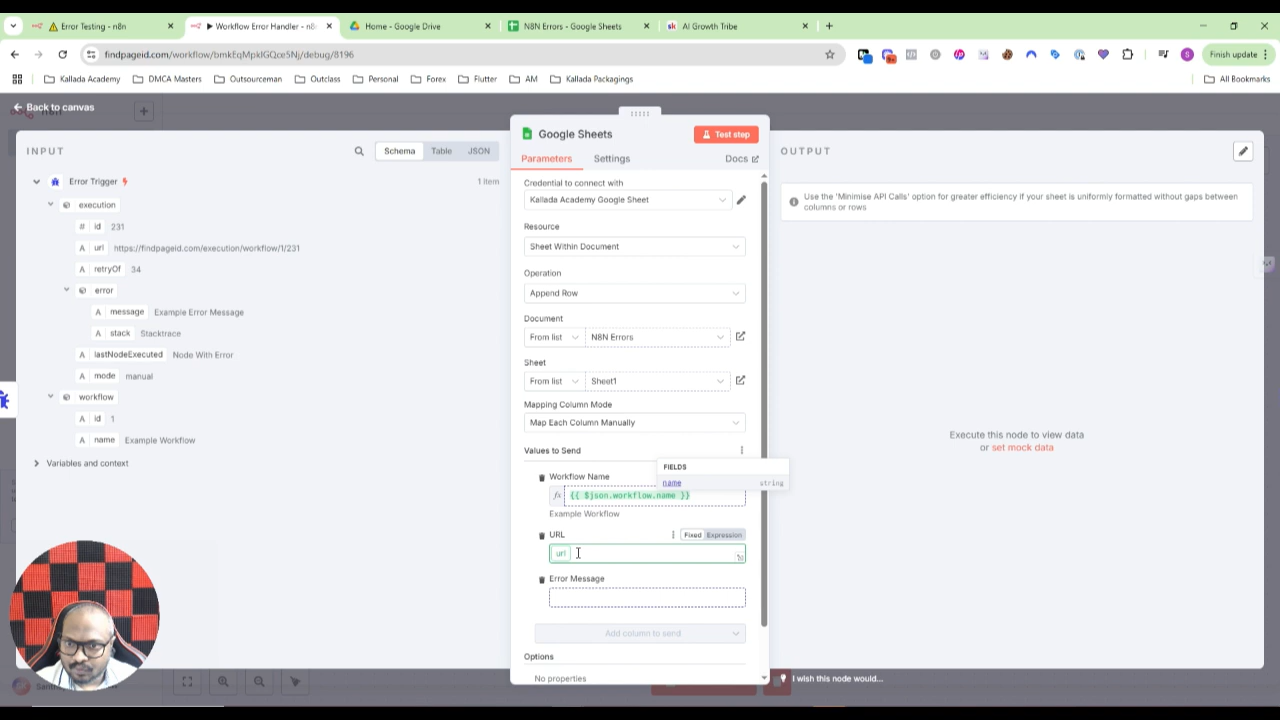 Error Testing - n8n
Workflow Error Handler - n8
Home - Google Drive
N8N Errors - Google Sheets
AI Growth Tribe
findpageid.com/workflow/bmkEqMpkIGQce5Nj/debug/8196
Finish update
Kallada Academy
DMCA Masters
Outsourceman
Outclass
Personal
Forex
Flutter
AM
Kallada Packagings
All Bookmarks
Back to canvas
INPUT
Schema
Table
JSON
Error Trigger
1 item
execution
# id 231
A url https://findpageid.com/execution/workflow/1/231
A retryOf 34
error
A message Example Error Message
A stack Stacktrace
A lastNodeExecuted Node With Error
A mode manual
workflow
A id 1
A name Example Workflow
Variables and context
Google Sheets
Test step
Parameters
Settings
Docs
Credential to connect with
Kallada Academy Google Sheet
Resource
Sheet Within Document
Operation
Append Row
Document
From list
N8N Errors
Sheet
From list
Sheet1
Mapping Column Mode
Map Each Column Manually
Values to Send
FIELDS
name string
Workflow Name
fx {{ $json.workflow.name }}
Example Workflow
URL
Fixed Expression
url
Error Message
Add column to send
Options
No properties
OUTPUT
Use the 'Minimise API Calls' option for greater efficiency if your sheet is uniformly formatted without gaps between
columns or rows
Execute this node to view data
or set mock data
I wish this node would...